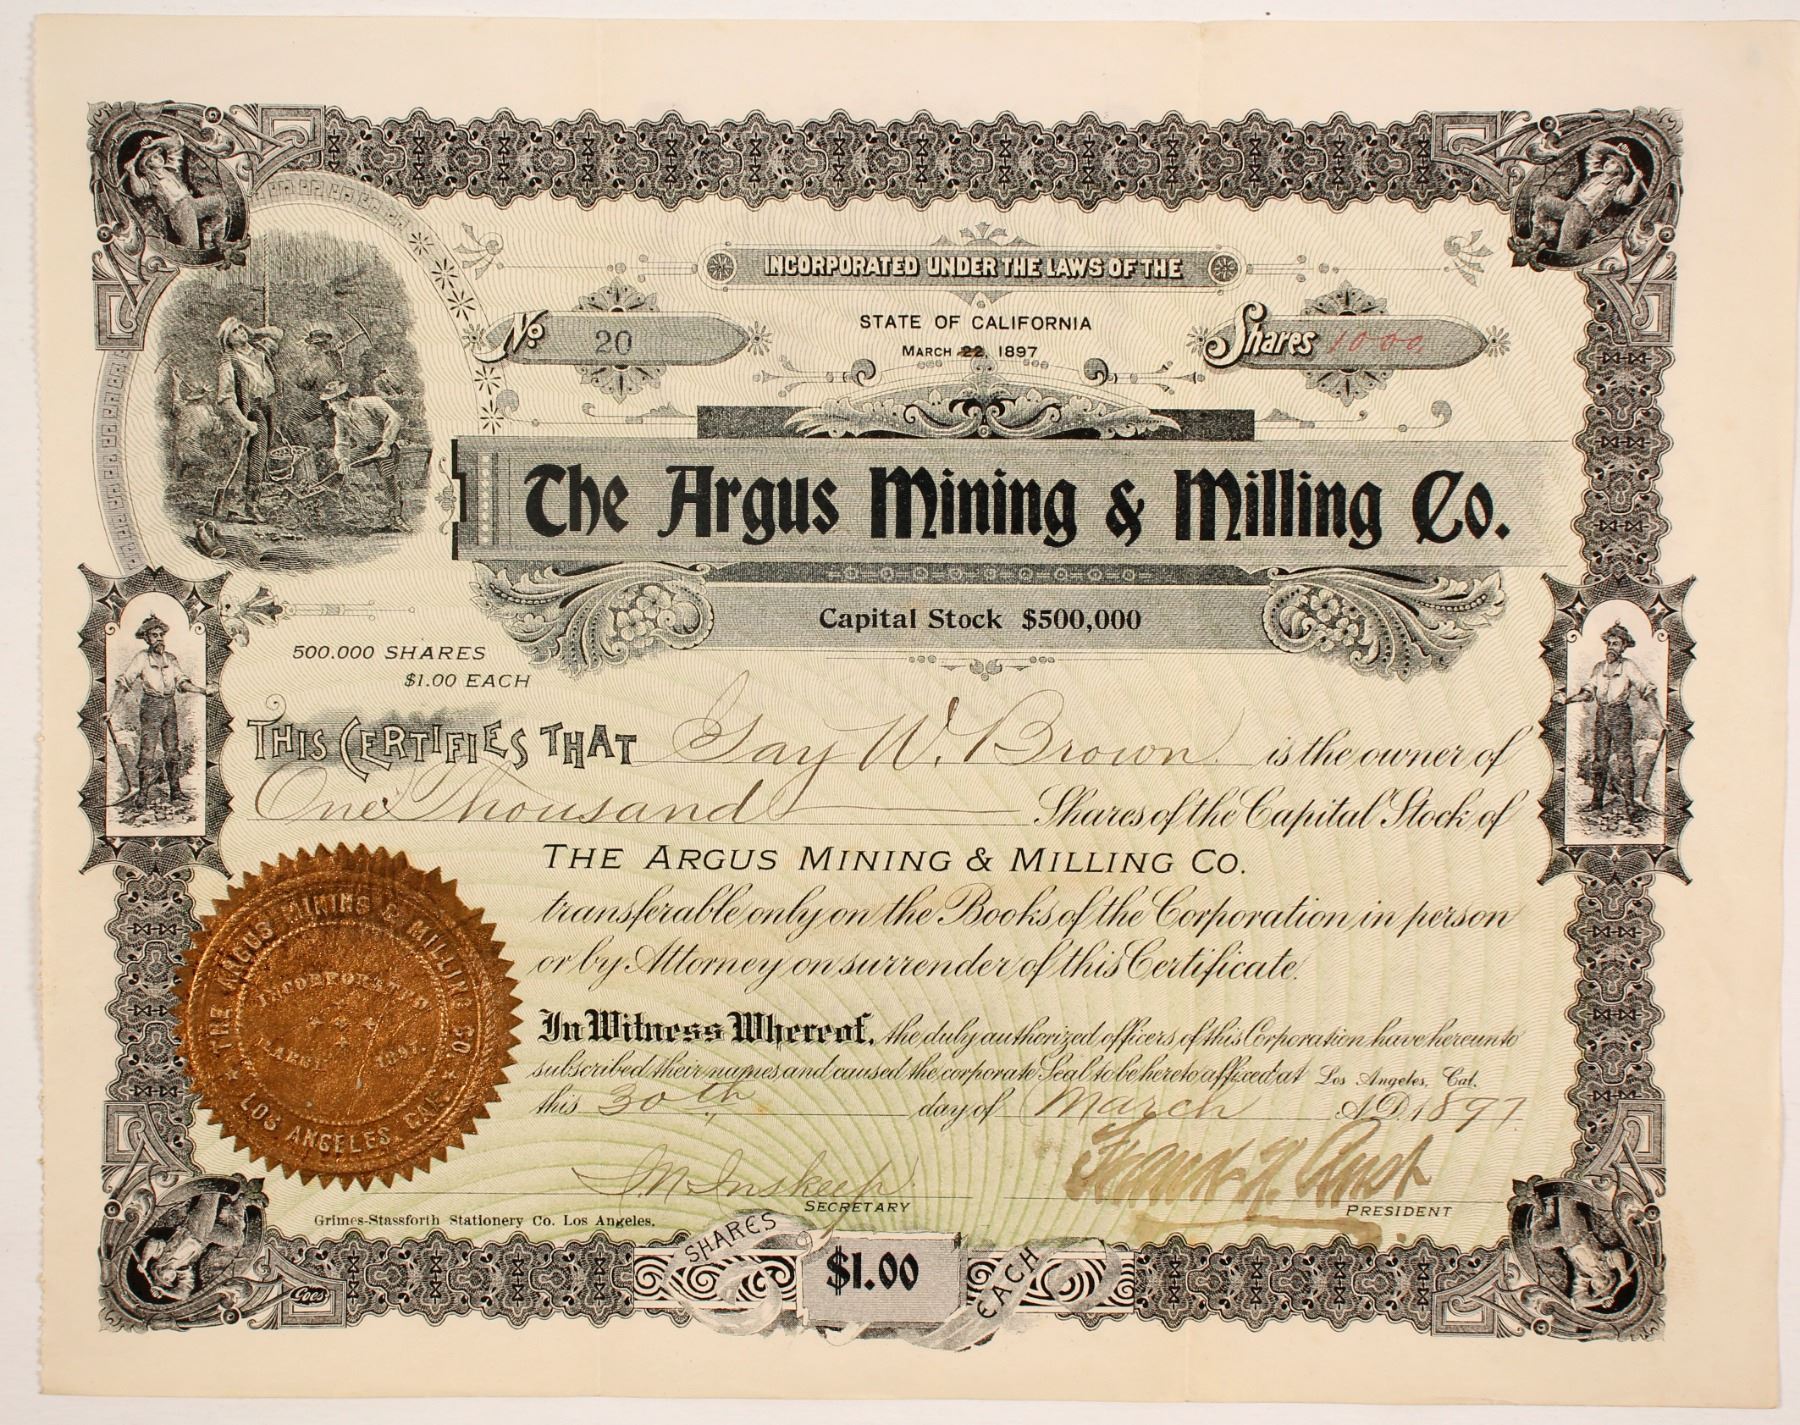 INCORPORATED UNDER THE LAWS OF THE
STATE OF CALIFORNIA
MARCH 22, 1897
No. 20
Shares 1000.
The Argus Mining & Milling Co.
Capital Stock $500,000
500.000 SHARES
$1.00 EACH
THIS CERTIFIES THAT Gay W. Brown is the owner of
One Thousand Shares of the Capital Stock of
THE ARGUS MINING & MILLING CO.
transferable only on the Books of the Corporation in person
or by Attorney on surrender of this Certificate.
In Witness Whereof, the duly authorized officers of this Corporation have hereunto
subscribed their names and caused the corporate Seal to be hereto affixed at Los Angeles, Cal.
this 30th day of March A.D. 1897
Inskeep
SECRETARY
Frank
PRESIDENT
THE ARGUS MINING & MILLING CO.
INCORPORATED
MARCH 1897.
LOS ANGELES, CAL.
Grimes-Stassforth Stationery Co. Los Angeles.
SHARES
$1.00
EACH
Goes